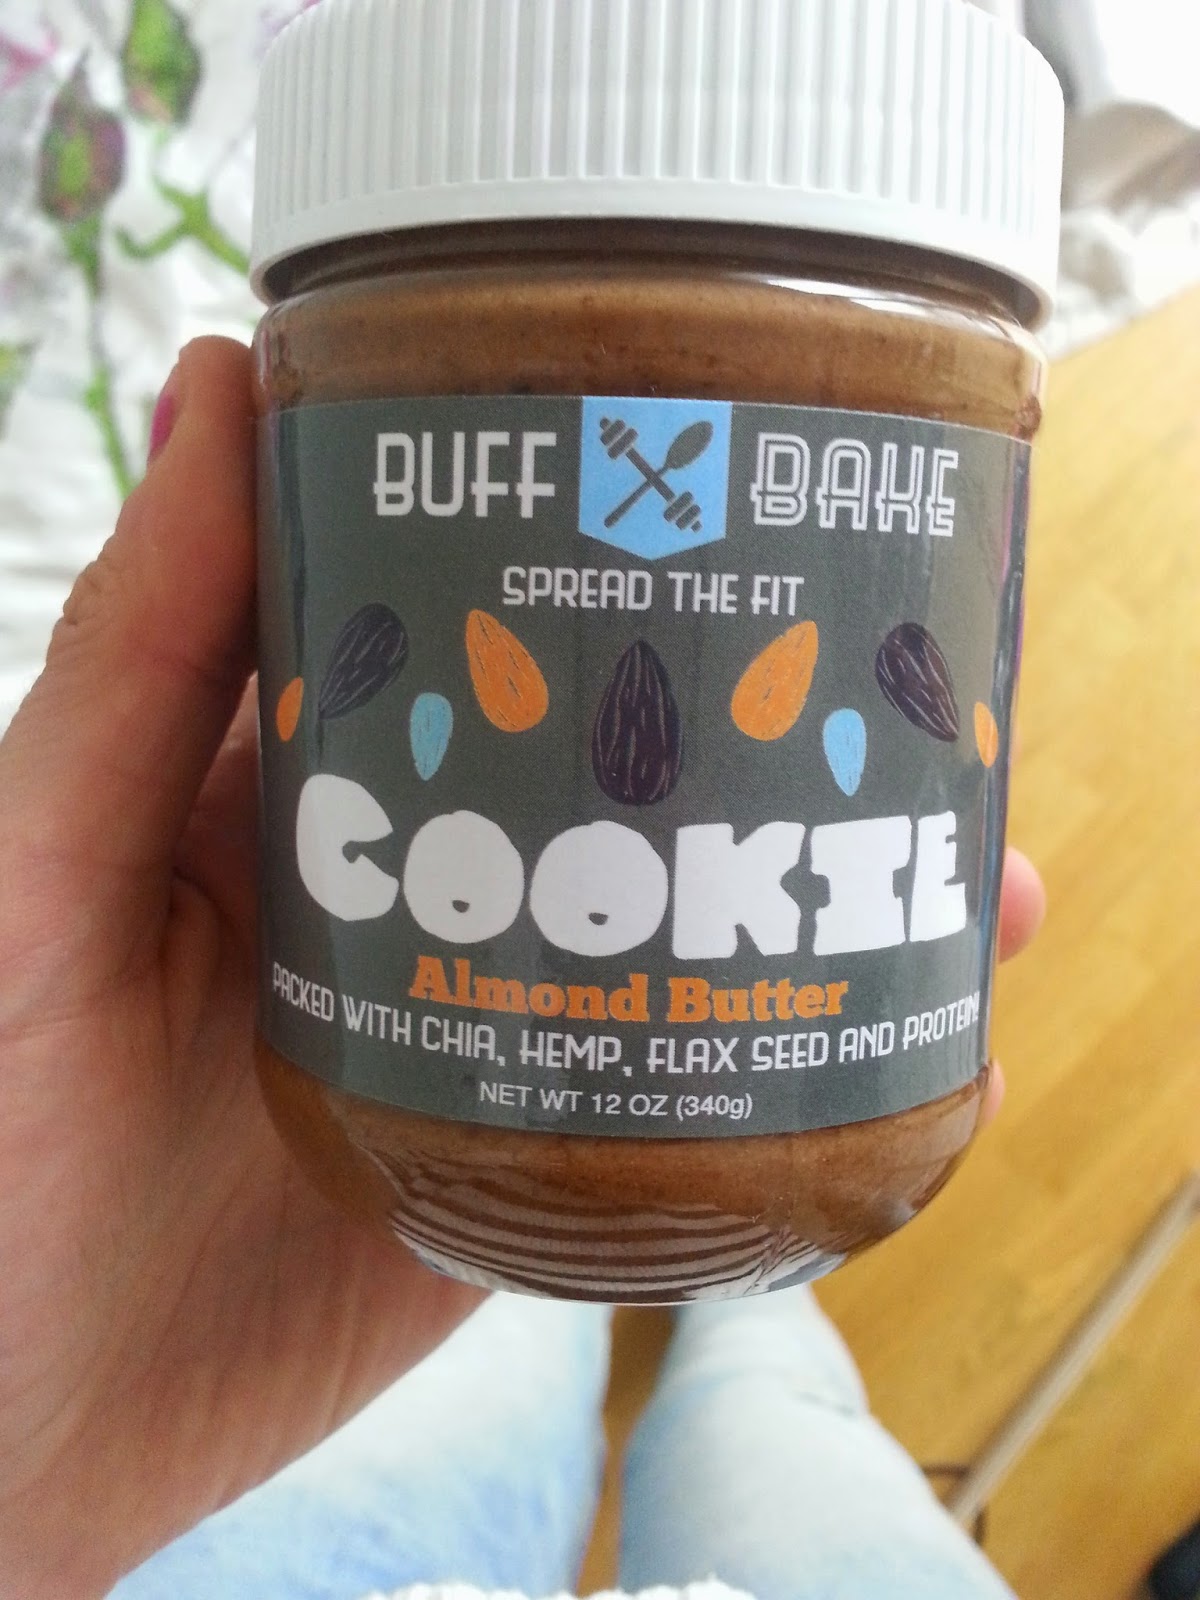 BUFF BAKE
SPREAD THE FIT
COOKIE
Almond Butter
PACKED WITH CHIA, HEMP, FLAX SEED AND PROTEIN!
NET WT 12 OZ (340g)